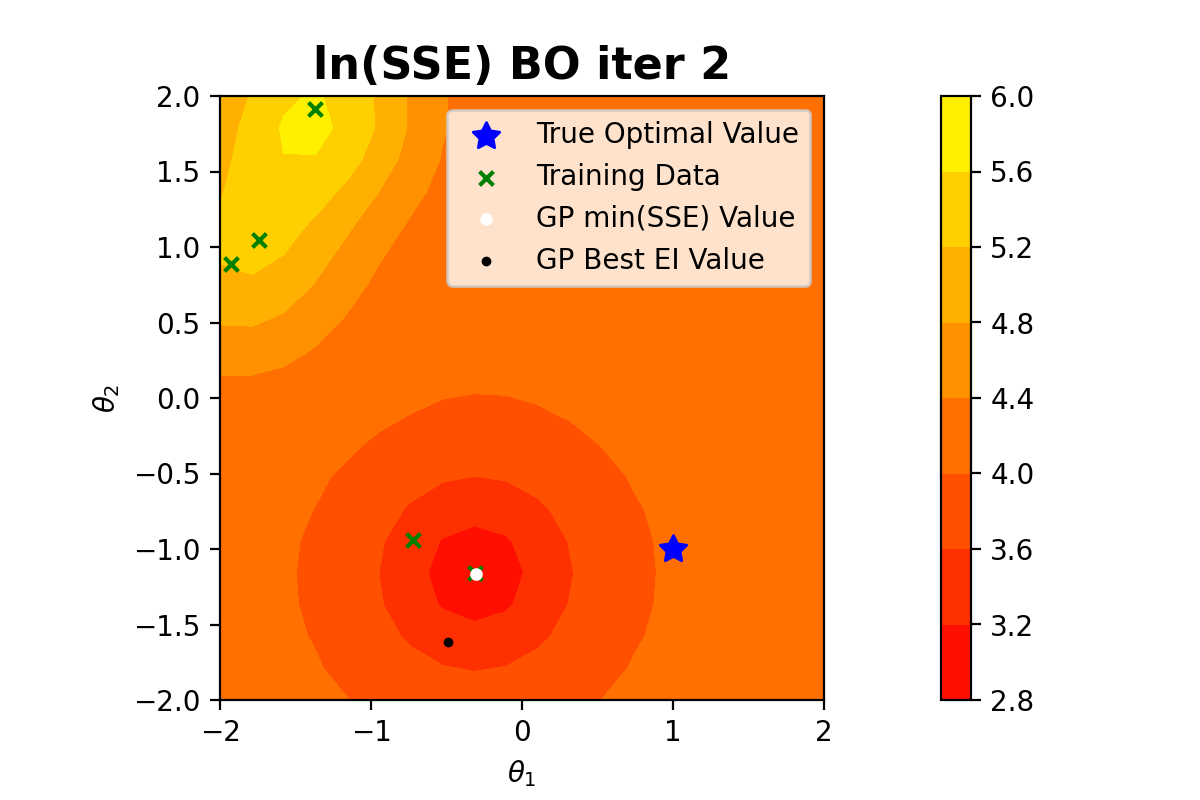 ln(SSE) BO iter 2
True Optimal Value
Training Data
GP min(SSE) Value
GP Best EI Value
2.0
1.5
1.0
0.5
0.0
−0.5
−1.0
−1.5
−2.0
θ2
−2 −1 0 1 2
θ1
6.0
5.6
5.2
4.8
4.4
4.0
3.6
3.2
2.8